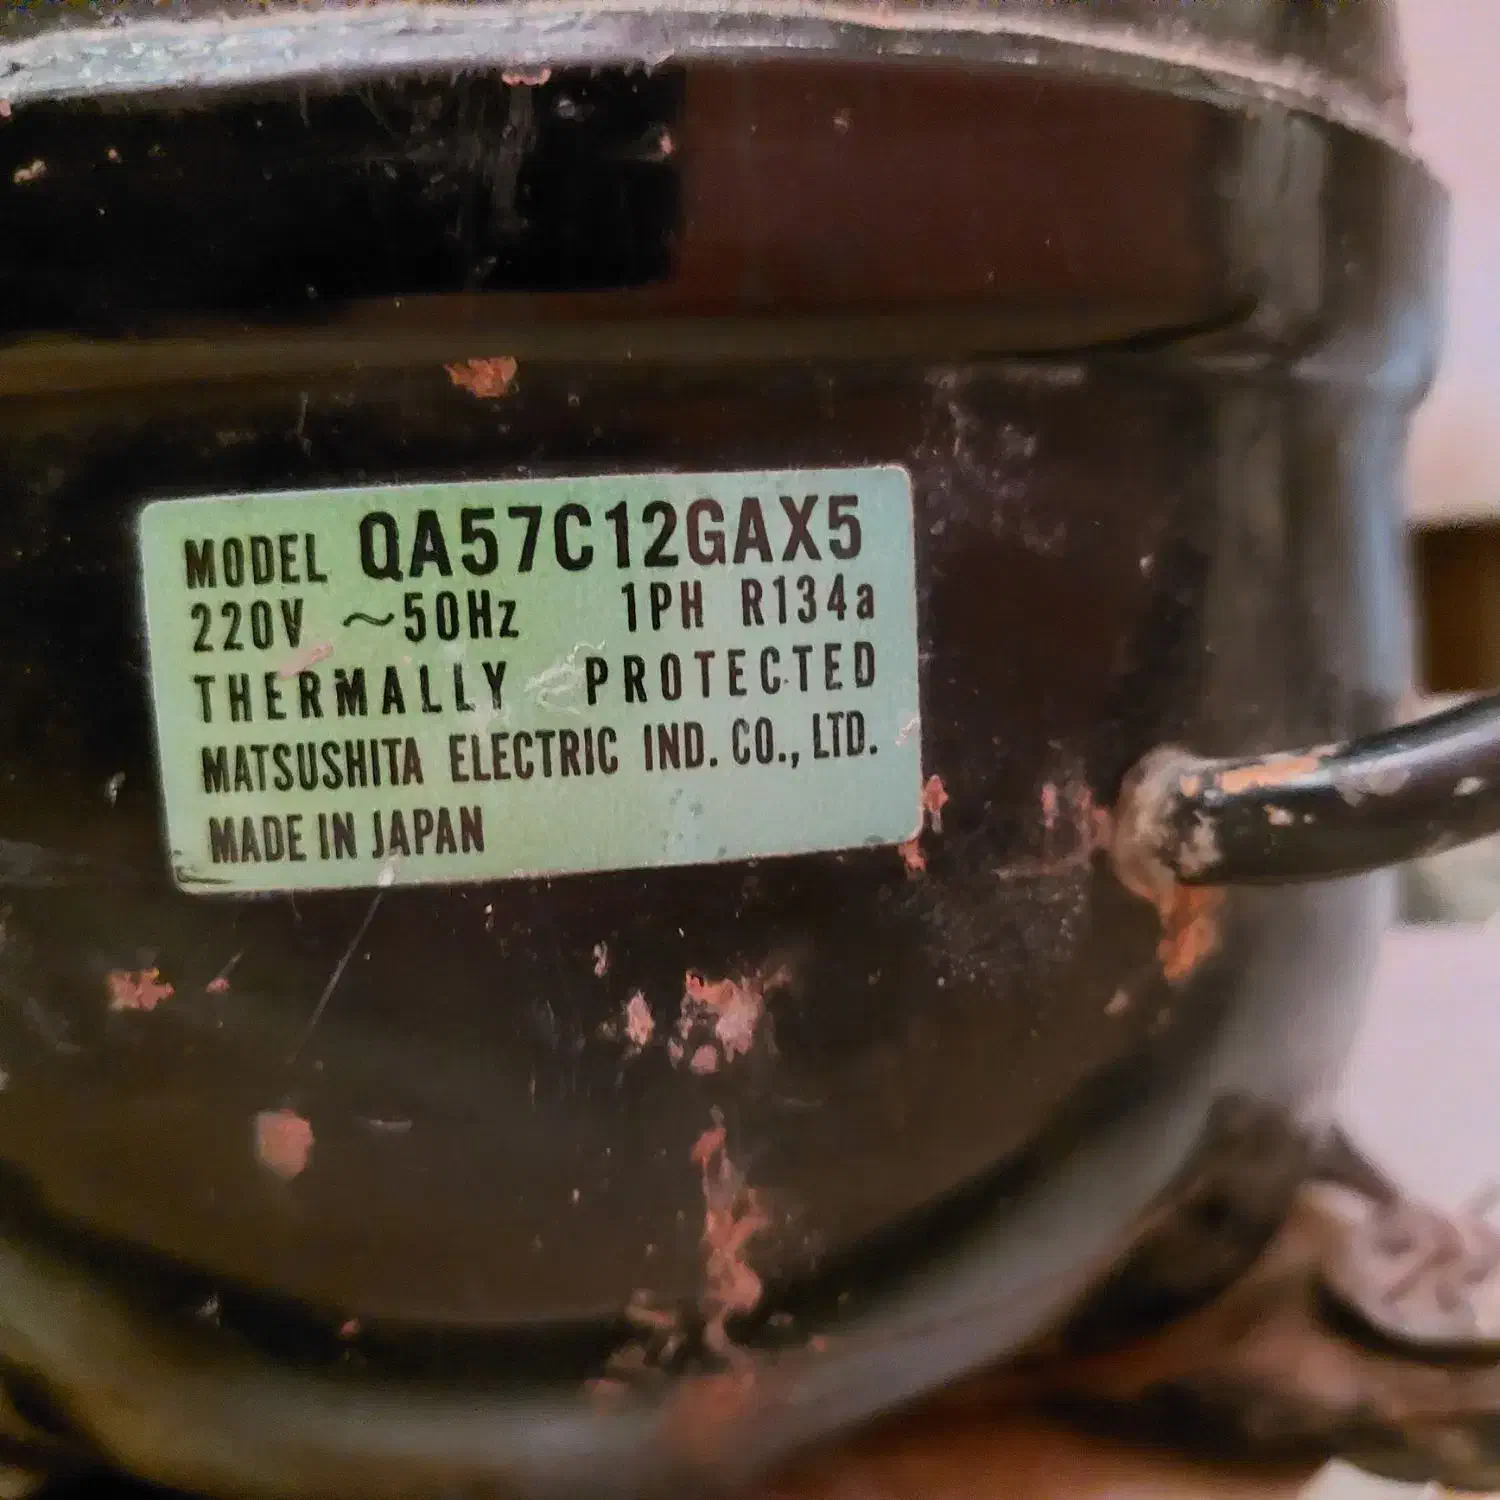 MODEL QA57C12GAX5
220V ~50Hz 1PH R134a
THERMALLY PROTECTED
MATSUSHITA ELECTRIC IND. CO., LTD.
MADE IN JAPAN